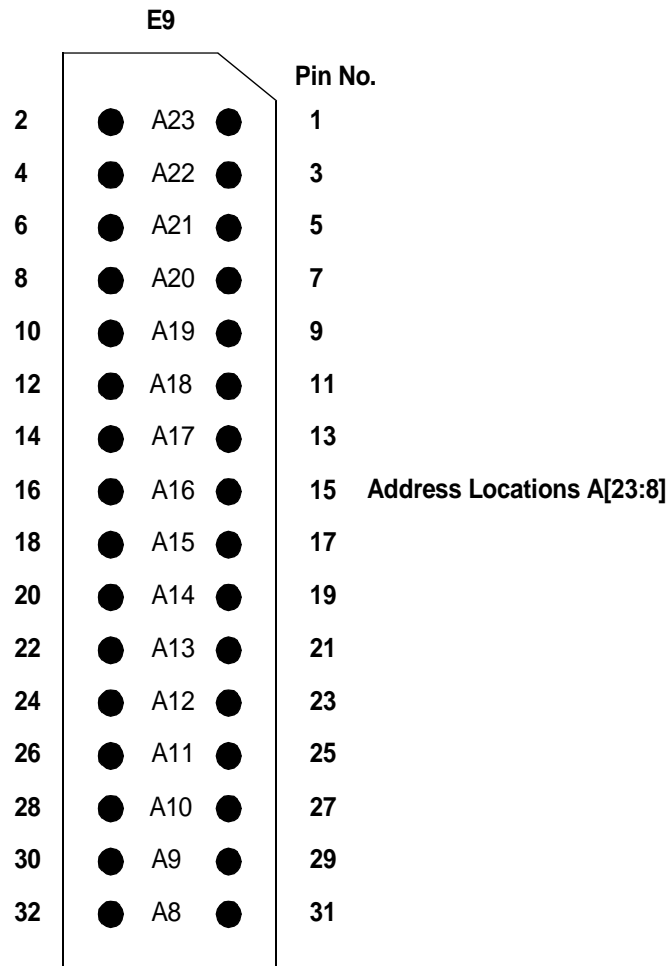 E9
Pin No.
2 A23 1
4 A22 3
6 A21 5
8 A20 7
10 A19 9
12 A18 11
14 A17 13
16 A16 15 Address Locations A[23:8]
18 A15 17
20 A14 19
22 A13 21
24 A12 23
26 A11 25
28 A10 27
30 A9 29
32 A8 31